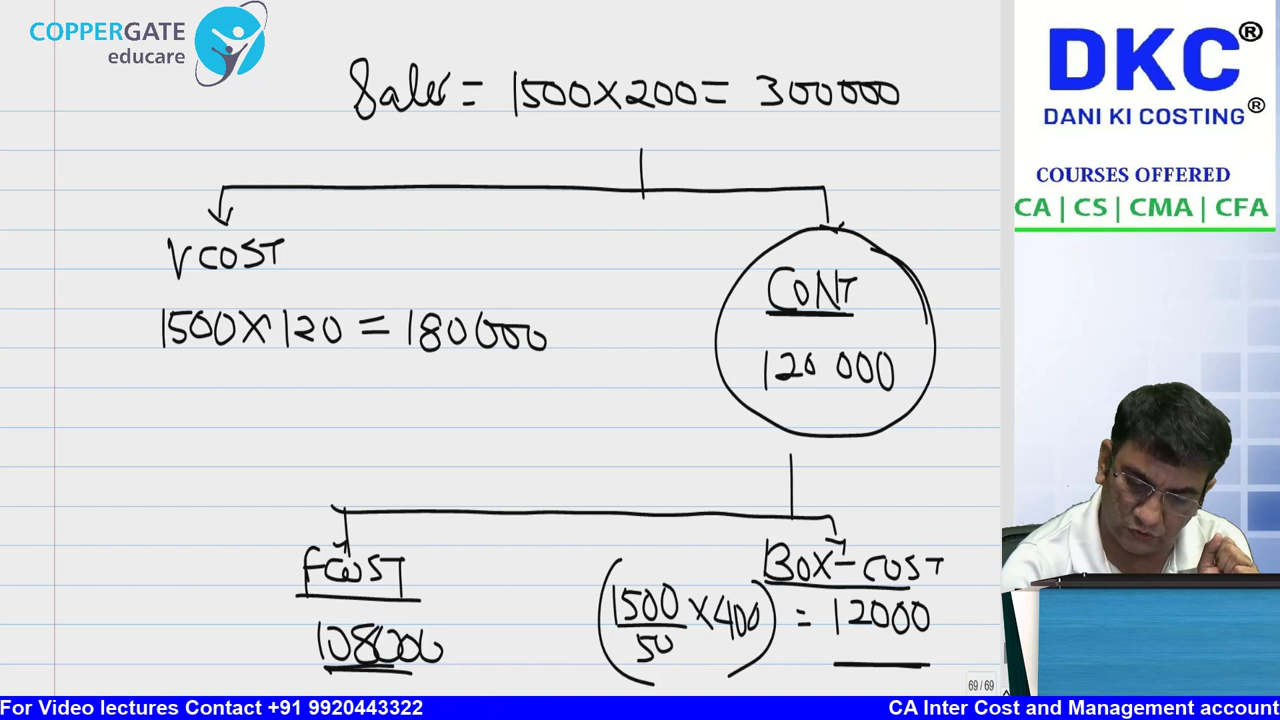 COPPERGATE
educare
Sales = 1500×200= 300000
V COST
1500×120 = 180000
CONT
120 000
F COST
108000
BOX-COST
(1500/50 ×400) = 12000
69/69
DKC®
DANI KI COSTING®
COURSES OFFERED
CA | CS | CMA | CFA
For Video lectures Contact +91 9920443322
CA Inter Cost and Management account